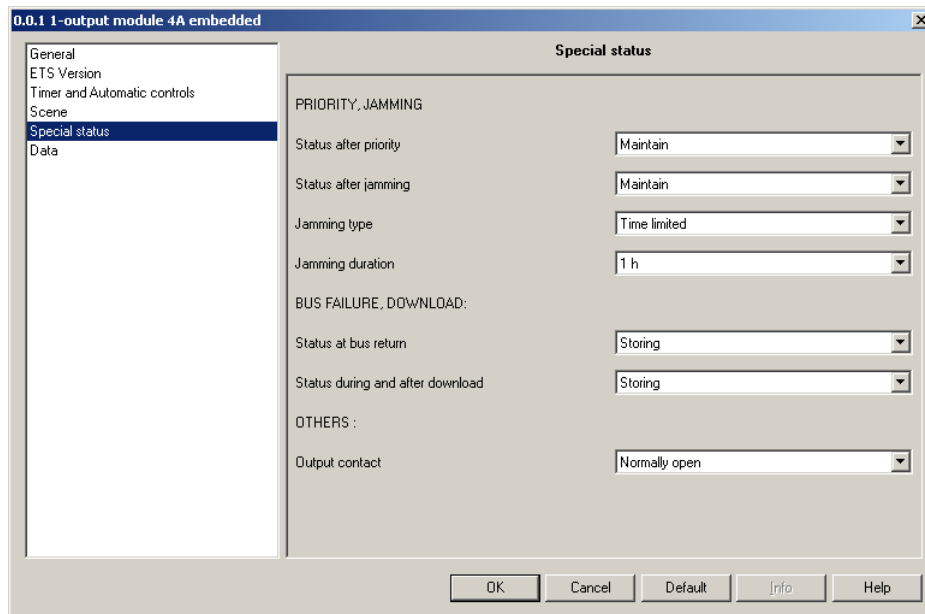 0.0.1 1-output module 4A embedded
General
ETS Version
Timer and Automatic controls
Scene
Special status
Data
Special status
PRIORITY, JAMMING
Status after priority Maintain
Status after jamming Maintain
Jamming type Time limited
Jamming duration 1 h
BUS FAILURE, DOWNLOAD:
Status at bus return Storing
Status during and after download Storing
OTHERS :
Output contact Normally open
OK Cancel Default Info Help